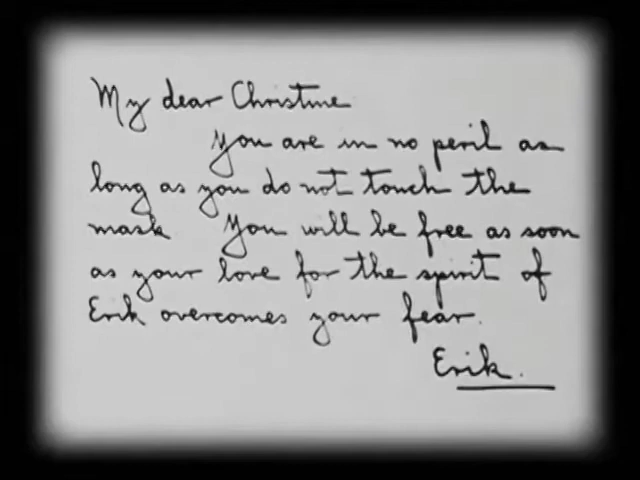 My dear Christine
You are in no peril as
long as you do not touch the
mask You will be free as soon
as your love for the spirit of
Erik overcomes your fear.
Erik.